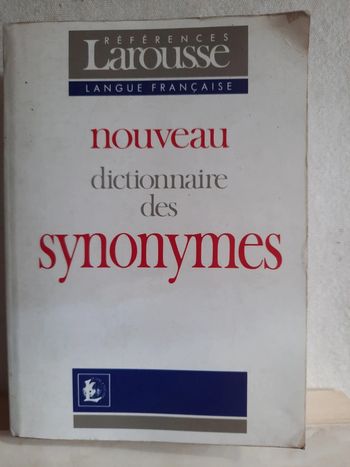 RÉFÉRENCES
Larousse
LANGUE FRANÇAISE
nouveau
dictionnaire
des
synonymes